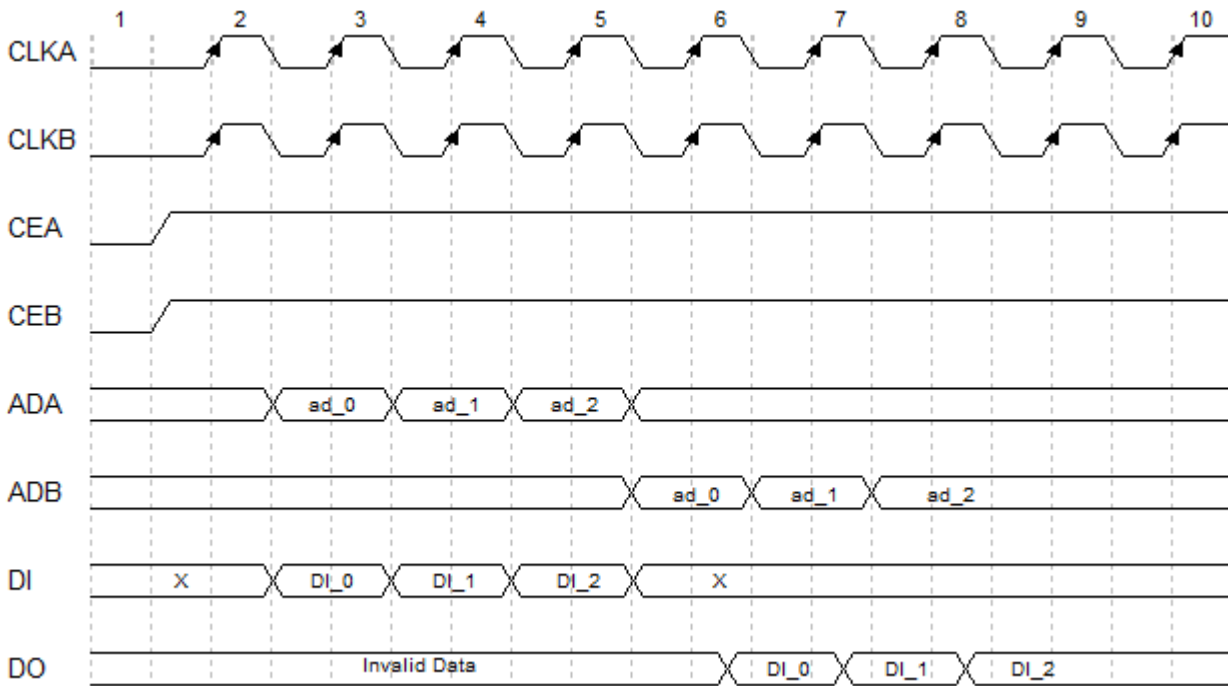 1 2 3 4 5 6 7 8 9 10
CLKA
CLKB
CEA
CEB
ADA ad_0 ad_1 ad_2
ADB ad_0 ad_1 ad_2
DI X DI_0 DI_1 DI_2 X
DO Invalid Data DI_0 DI_1 DI_2